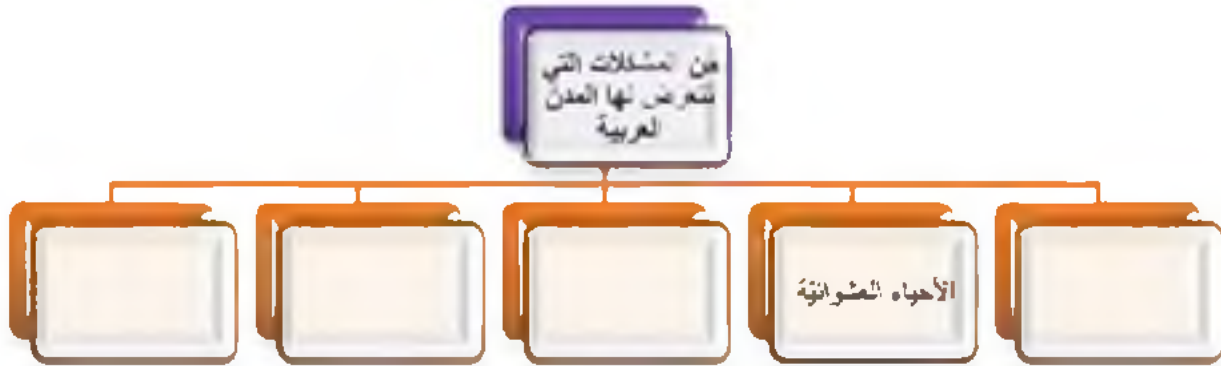 من المشكلات التي
تتعرض لها المدن
العربية
الأحياء العشوائية